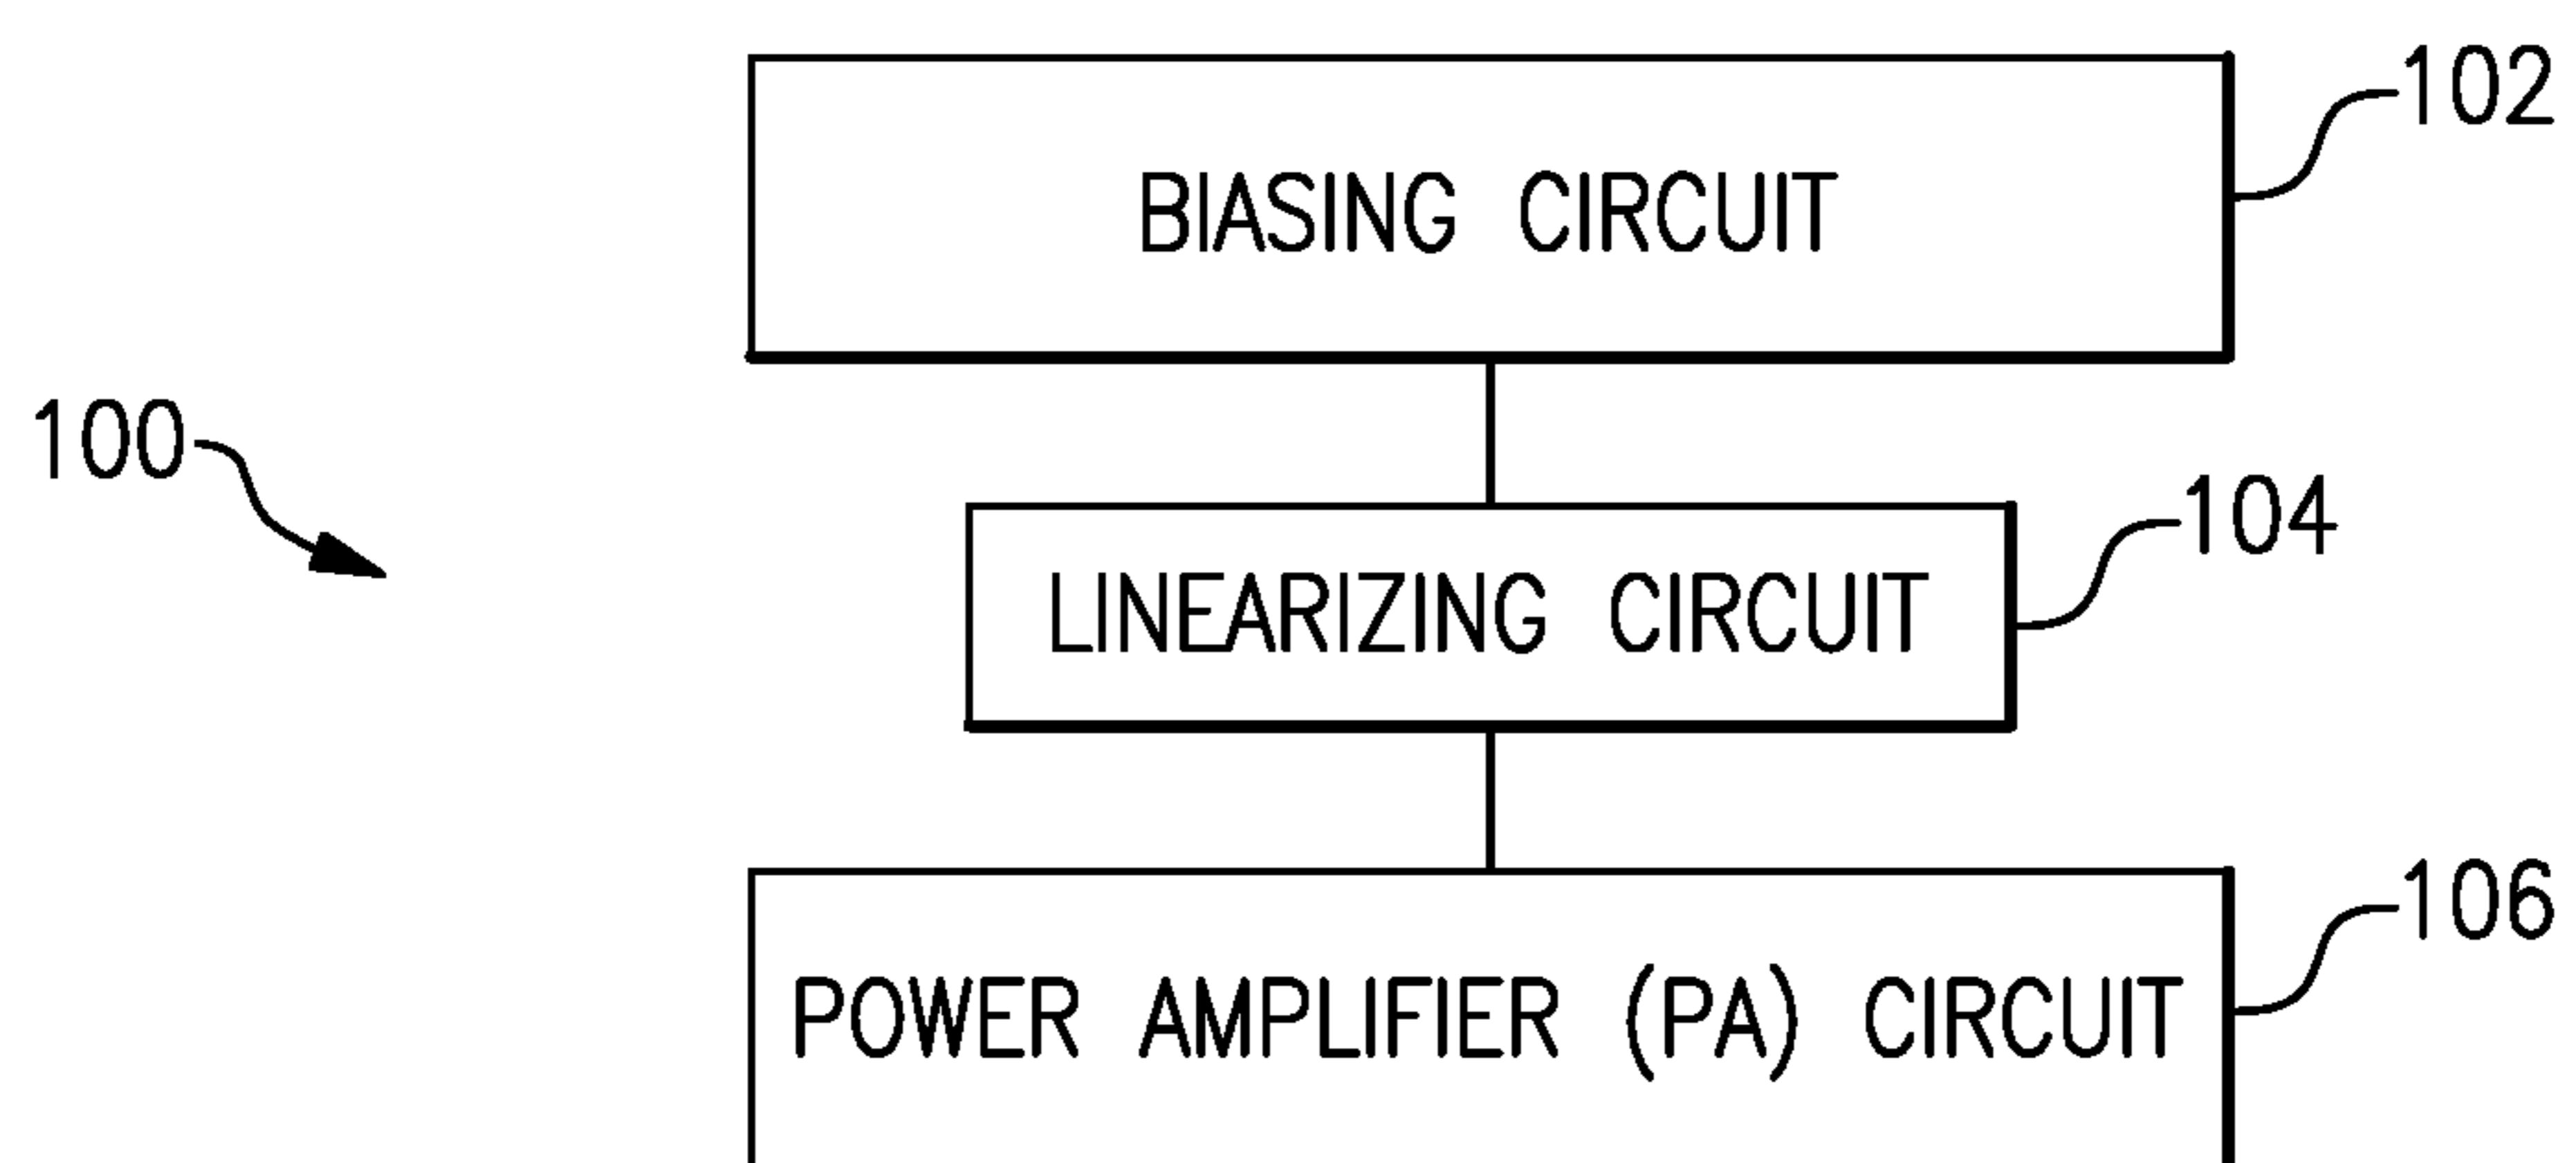 102
BIASING CIRCUIT
100
104
LINEARIZING CIRCUIT
106
POWER AMPLIFIER (PA) CIRCUIT